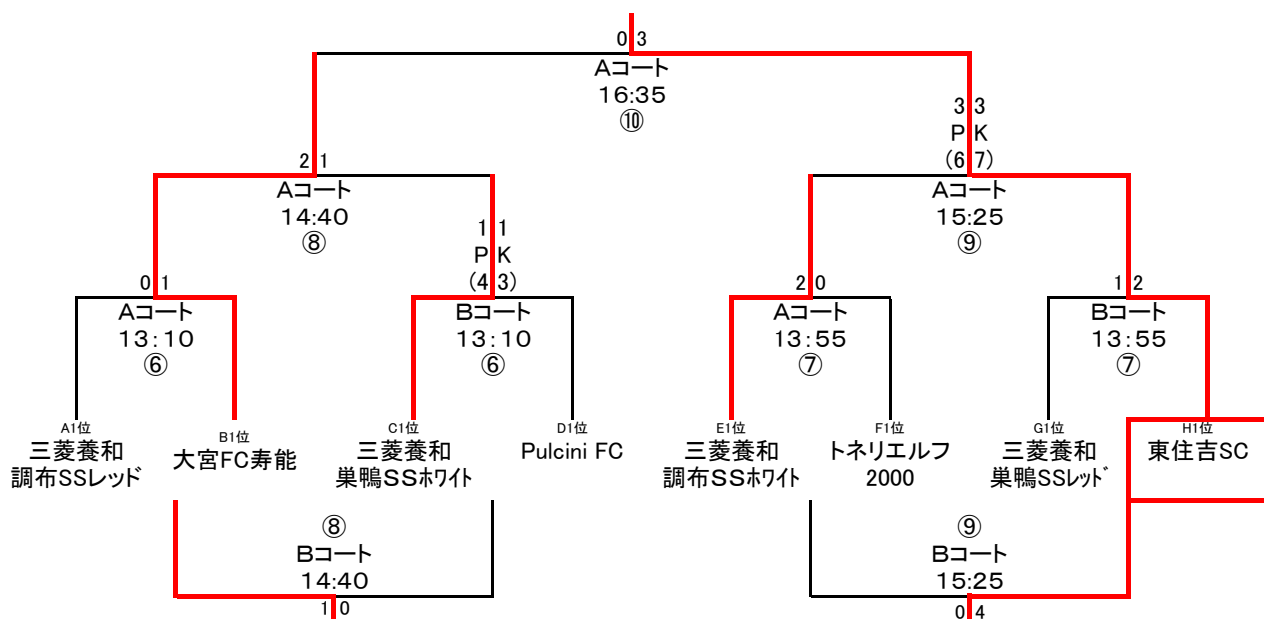 0 3
Aコート
16:35
⑩
3 3
P K
(6 7)
2 1
Aコート
14:40
⑧
Aコート
15:25
⑨
1 1
P K
(4 3)
0 1
Aコート
13:10
⑥
Bコート
13:10
⑥
2 0
Aコート
13:55
⑦
1 2
Bコート
13:55
⑦
A1位
三菱養和
調布SSレッド
B1位
大宮FC寿能
C1位
三菱養和
巣鴨SSホワイト
D1位
Pulcini FC
E1位
三菱養和
調布SSホワイト
F1位
トネリエルフ
2000
G1位
三菱養和
巣鴨SSレッド
H1位
東住吉SC
⑧
Bコート
14:40
1 0
⑨
Bコート
15:25
0 4